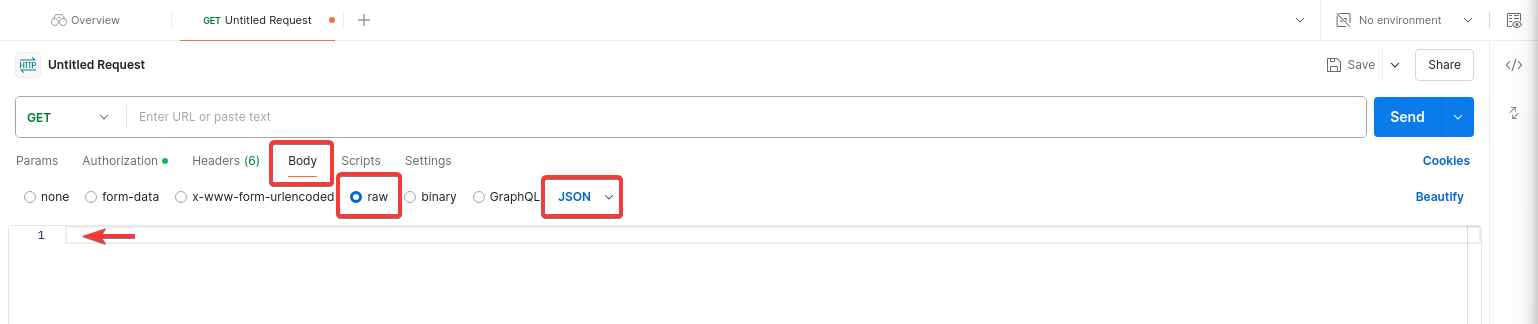 Overview GET Untitled Request No environment
HTTP Untitled Request Save Share </>
GET Enter URL or paste text Send
Params Authorization Headers (6) Body Scripts Settings Cookies
none form-data x-www-form-urlencoded raw binary GraphQL JSON Beautify
1